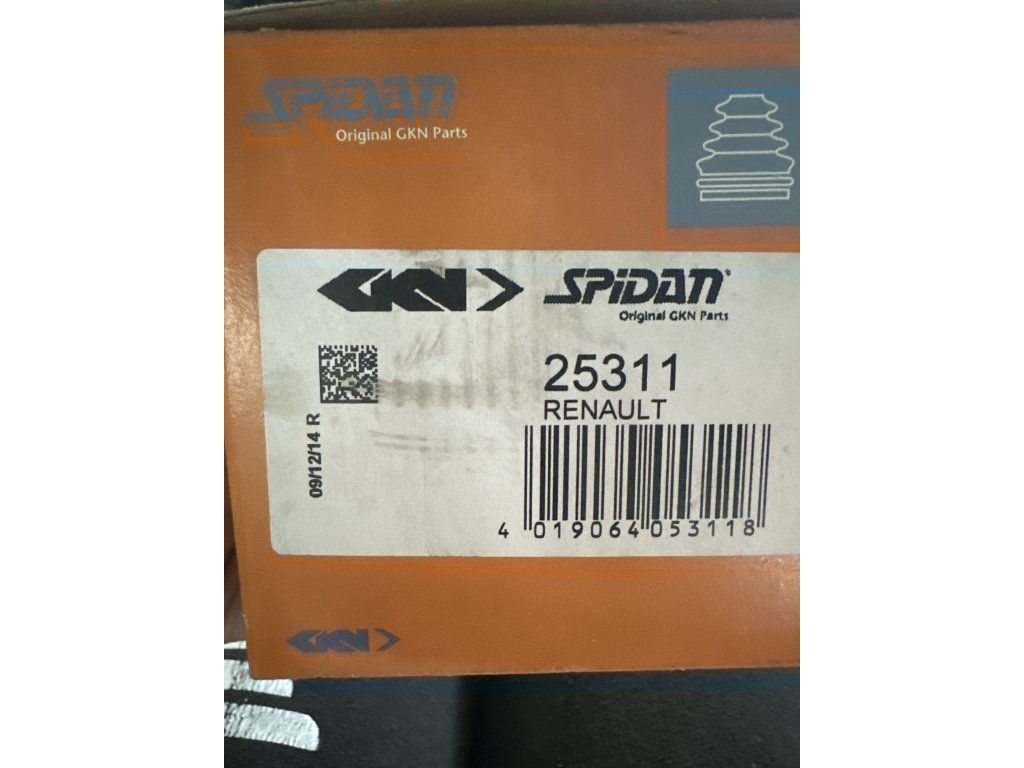 SPiDAN
Original GKN Parts
GKN SPiDAN
Original GKN Parts
25311
RENAULT
09/12/14 R
4 019064 053118
GKN